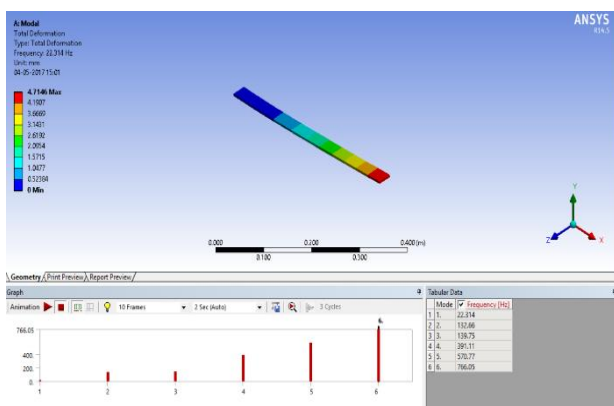 A: Modal
Total Deformation
Type: Total Deformation
Frequency: 22.314 Hz
Unit: mm
04-05-2017 15:01
4.7146 Max
4.1907
3.6669
3.1431
2.6192
2.0954
1.5715
1.0477
0.52384
0 Min
ANSYS
R14.5
Y
Z
X
0.000 0.200 0.400 (m)
0.100 0.300
Geometry Print Preview Report Preview
Graph
Animation 10 Frames 2 Sec (Auto) 3 Cycles
766.05
400.
200.
0.
1 2 3 4 5 6
6.
Tabular Data
Mode Frequency [Hz]
1 1. 22.314
2 2. 132.66
3 3. 139.75
4 4. 391.11
5 5. 570.77
6 6. 766.05